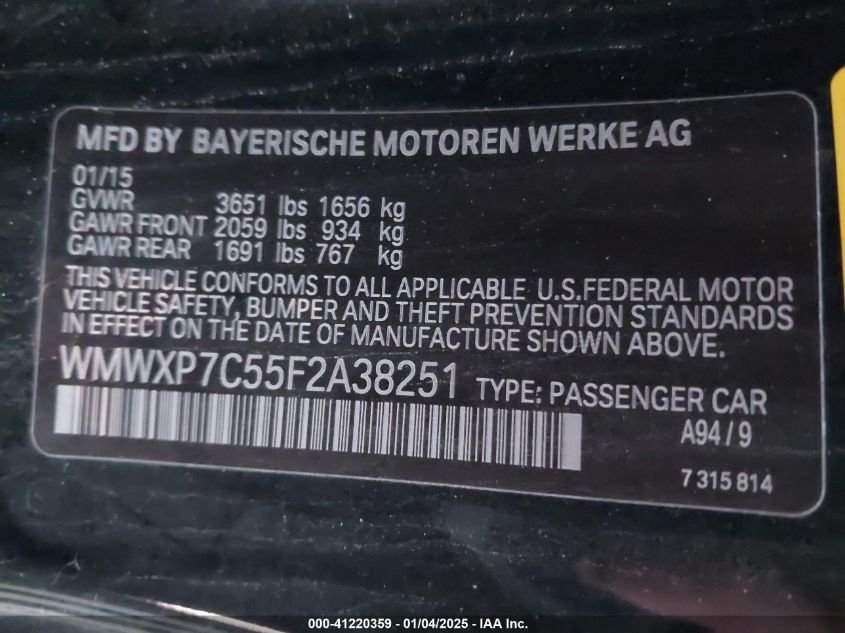 MFD BY BAYERISCHE MOTOREN WERKE AG
01/15
GVWR 3651 lbs 1656 kg
GAWR FRONT 2059 lbs 934 kg
GAWR REAR 1691 lbs 767 kg
THIS VEHICLE CONFORMS TO ALL APPLICABLE U.S.FEDERAL MOTOR
VEHICLE SAFETY, BUMPER AND THEFT PREVENTION STANDARDS
IN EFFECT ON THE DATE OF MANUFACTURE SHOWN ABOVE.
WMWXP7C55F2A38251 TYPE: PASSENGER CAR
A94/9
7 315 814
000-41220359 - 01/04/2025 - IAA Inc.